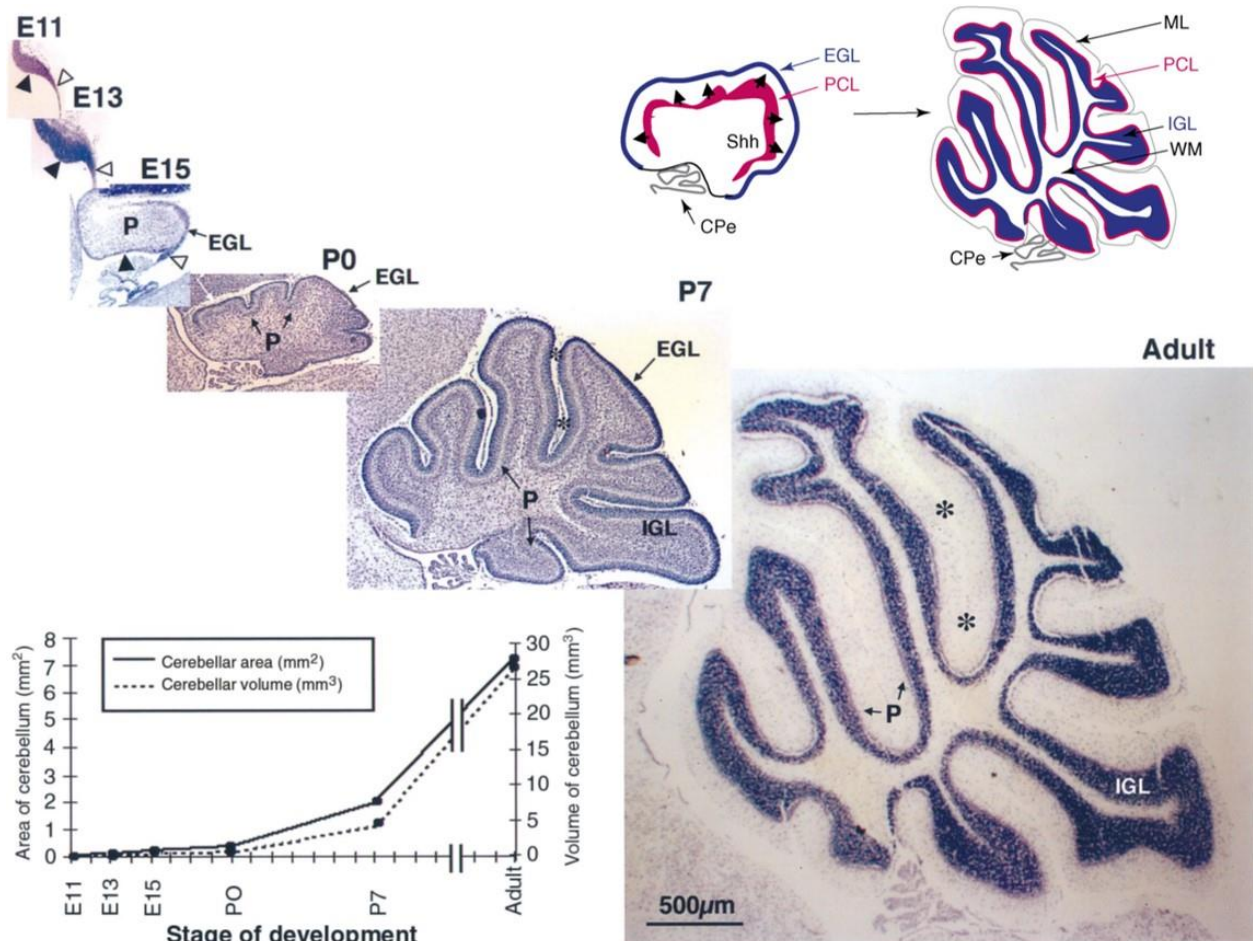 E11
E13
E15
P
EGL
P0
EGL
P
P7
EGL
*
*
P
IGL
EGL
PCL
Shh
CPe
ML
PCL
IGL
WM
CPe
Adult
*
*
P
IGL
500µm
Area of cerebellum (mm²)
8
7
6
5
4
3
2
1
0
Cerebellar area (mm²)
Cerebellar volume (mm³)
30
25
20
15
10
5
0
Volume of cerebellum (mm³)
E11
E13
E15
PO
P7
Adult
Stage of development